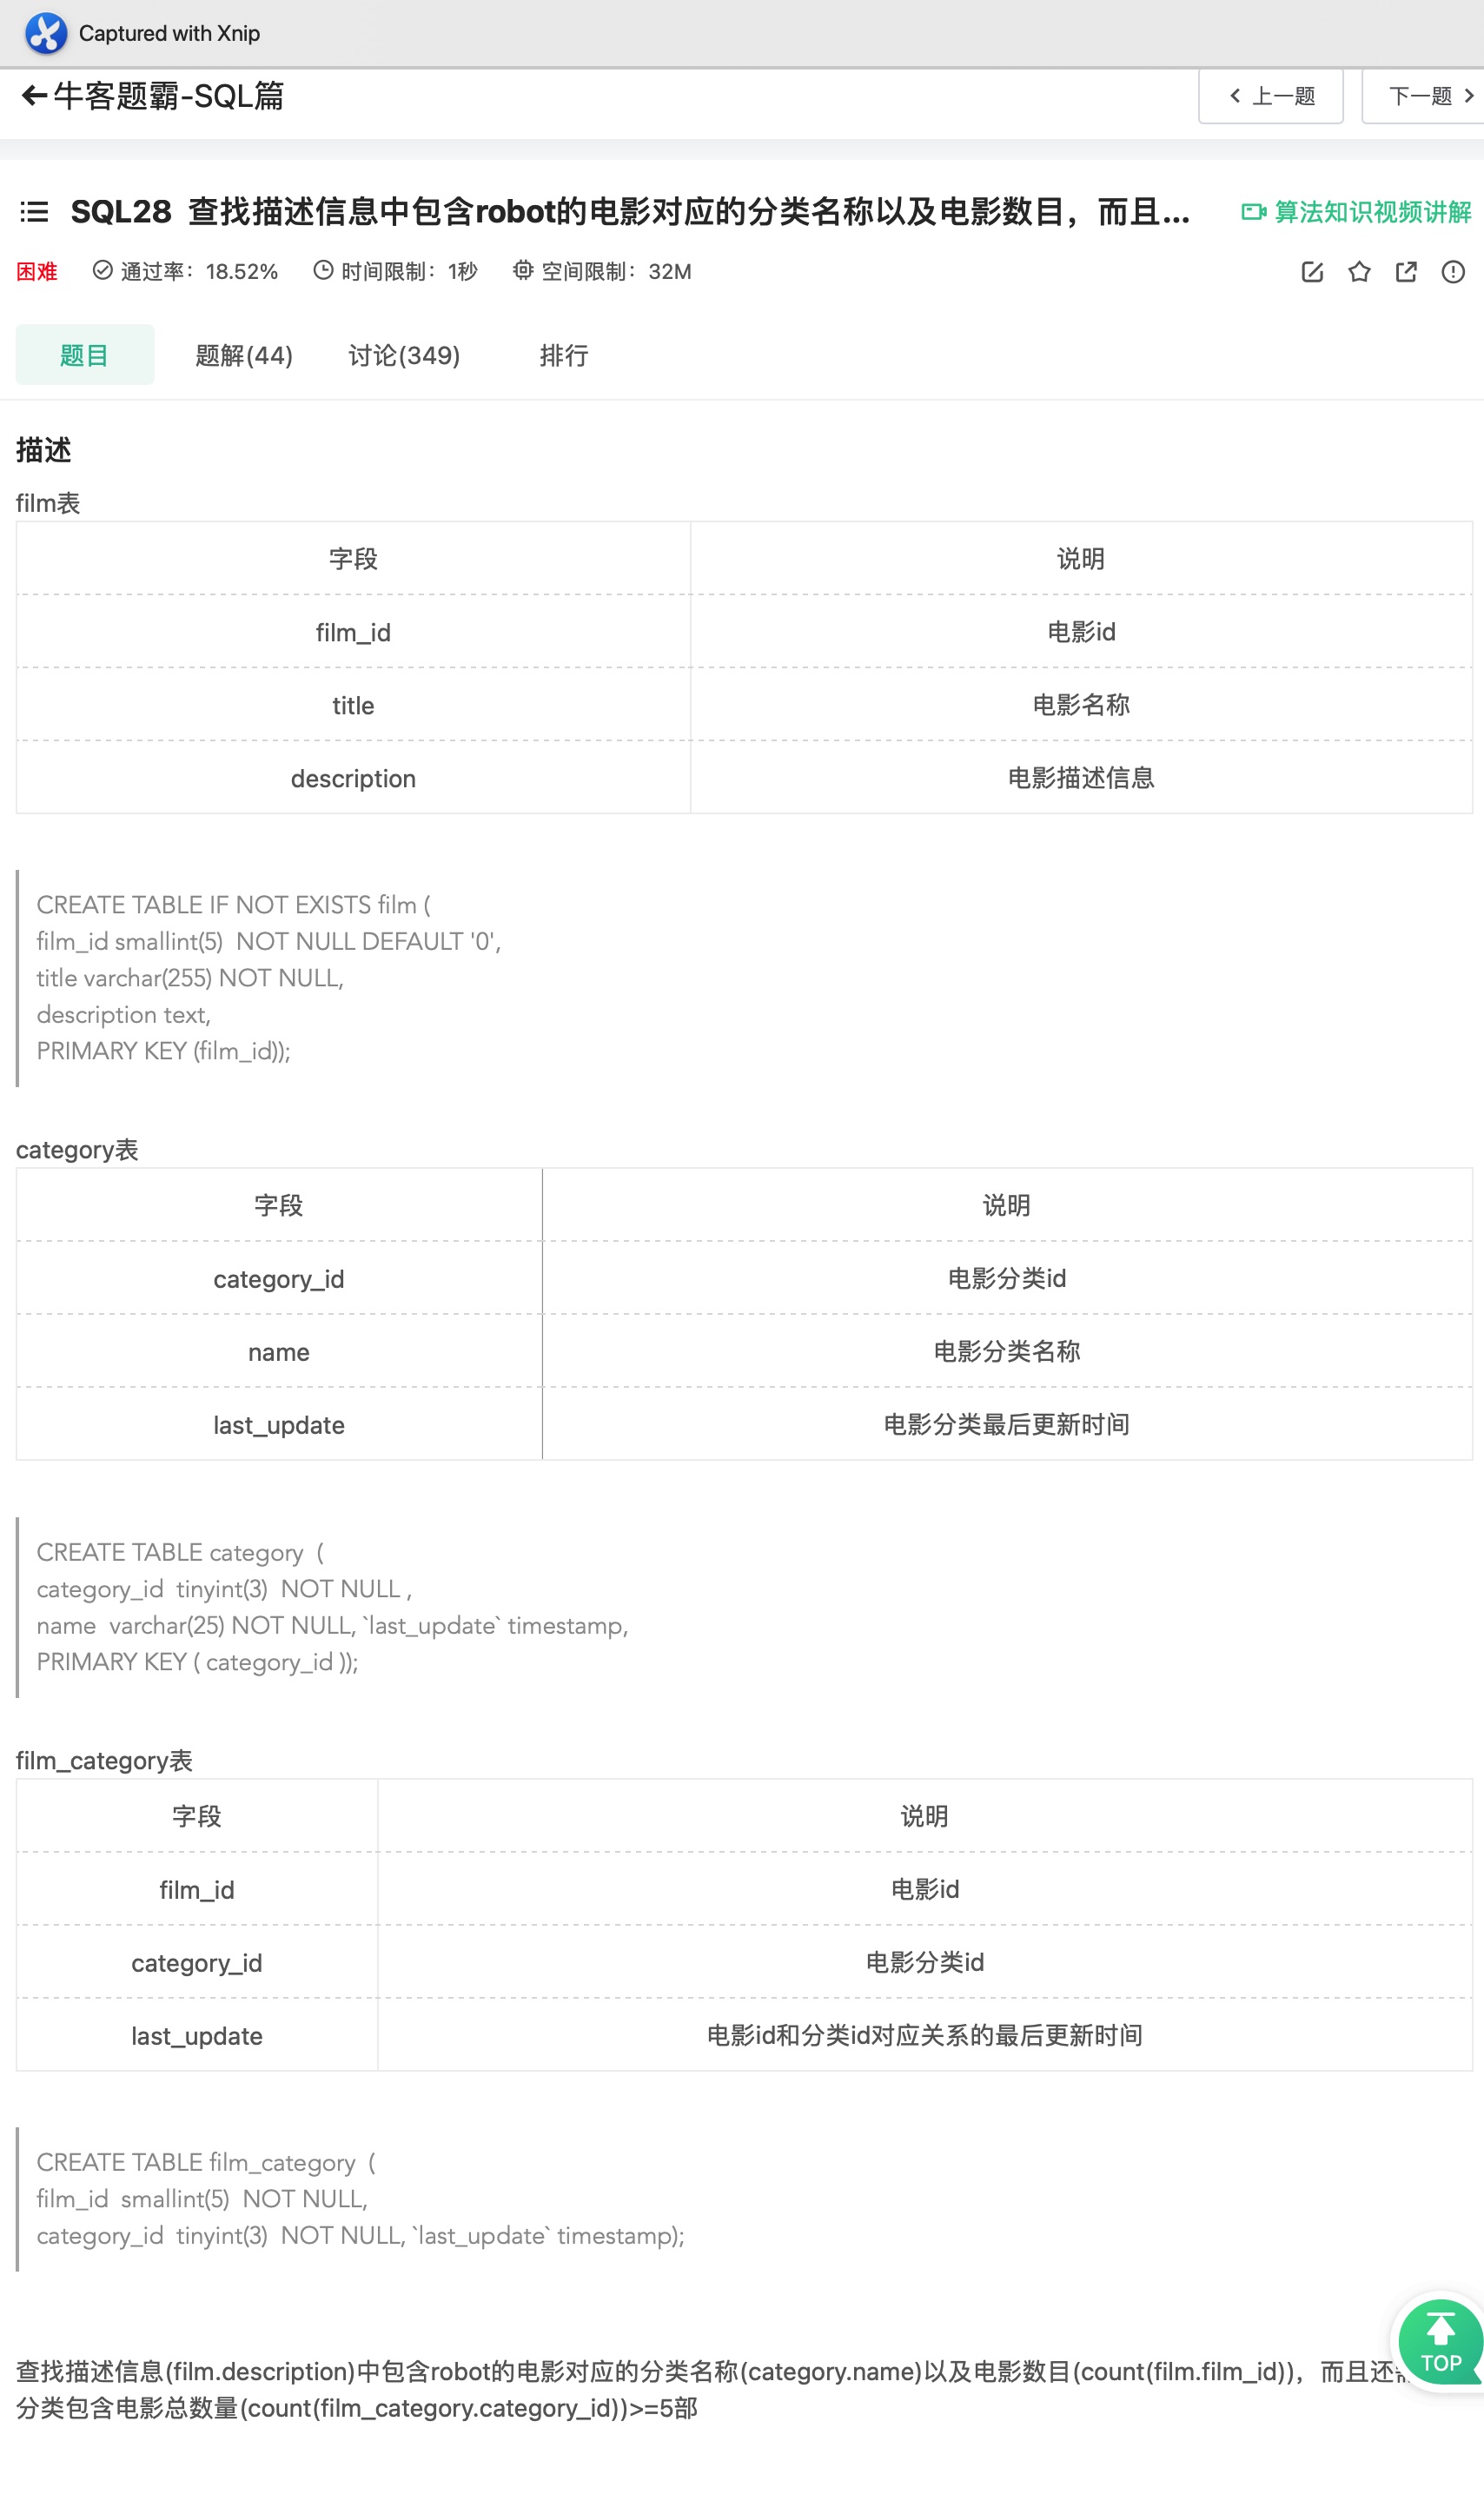 Captured with Xnip
牛客题霸-SQL篇
上一题
下一题
SQL28 查找描述信息中包含robot的电影对应的分类名称以及电影数目，而且...
算法知识视频讲解
困难 通过率：18.52% 时间限制：1秒 空间限制：32M
题目 题解(44) 讨论(349) 排行
描述
film表
字段 说明
film_id 电影id
title 电影名称
description 电影描述信息
CREATE TABLE IF NOT EXISTS film (
film_id smallint(5)  NOT NULL DEFAULT '0',
title varchar(255) NOT NULL,
description text,
PRIMARY KEY (film_id));
category表
字段 说明
category_id 电影分类id
name 电影分类名称
last_update 电影分类最后更新时间
CREATE TABLE category  (
category_id  tinyint(3)  NOT NULL ,
name  varchar(25) NOT NULL, `last_update` timestamp,
PRIMARY KEY ( category_id ));
film_category表
字段 说明
film_id 电影id
category_id 电影分类id
last_update 电影id和分类id对应关系的最后更新时间
CREATE TABLE film_category  (
film_id  smallint(5)  NOT NULL,
category_id  tinyint(3)  NOT NULL, `last_update` timestamp);
查找描述信息(film.description)中包含robot的电影对应的分类名称(category.name)以及电影数目(count(film.film_id))，而且还
TOP
分类包含电影总数量(count(film_category.category_id))>=5部